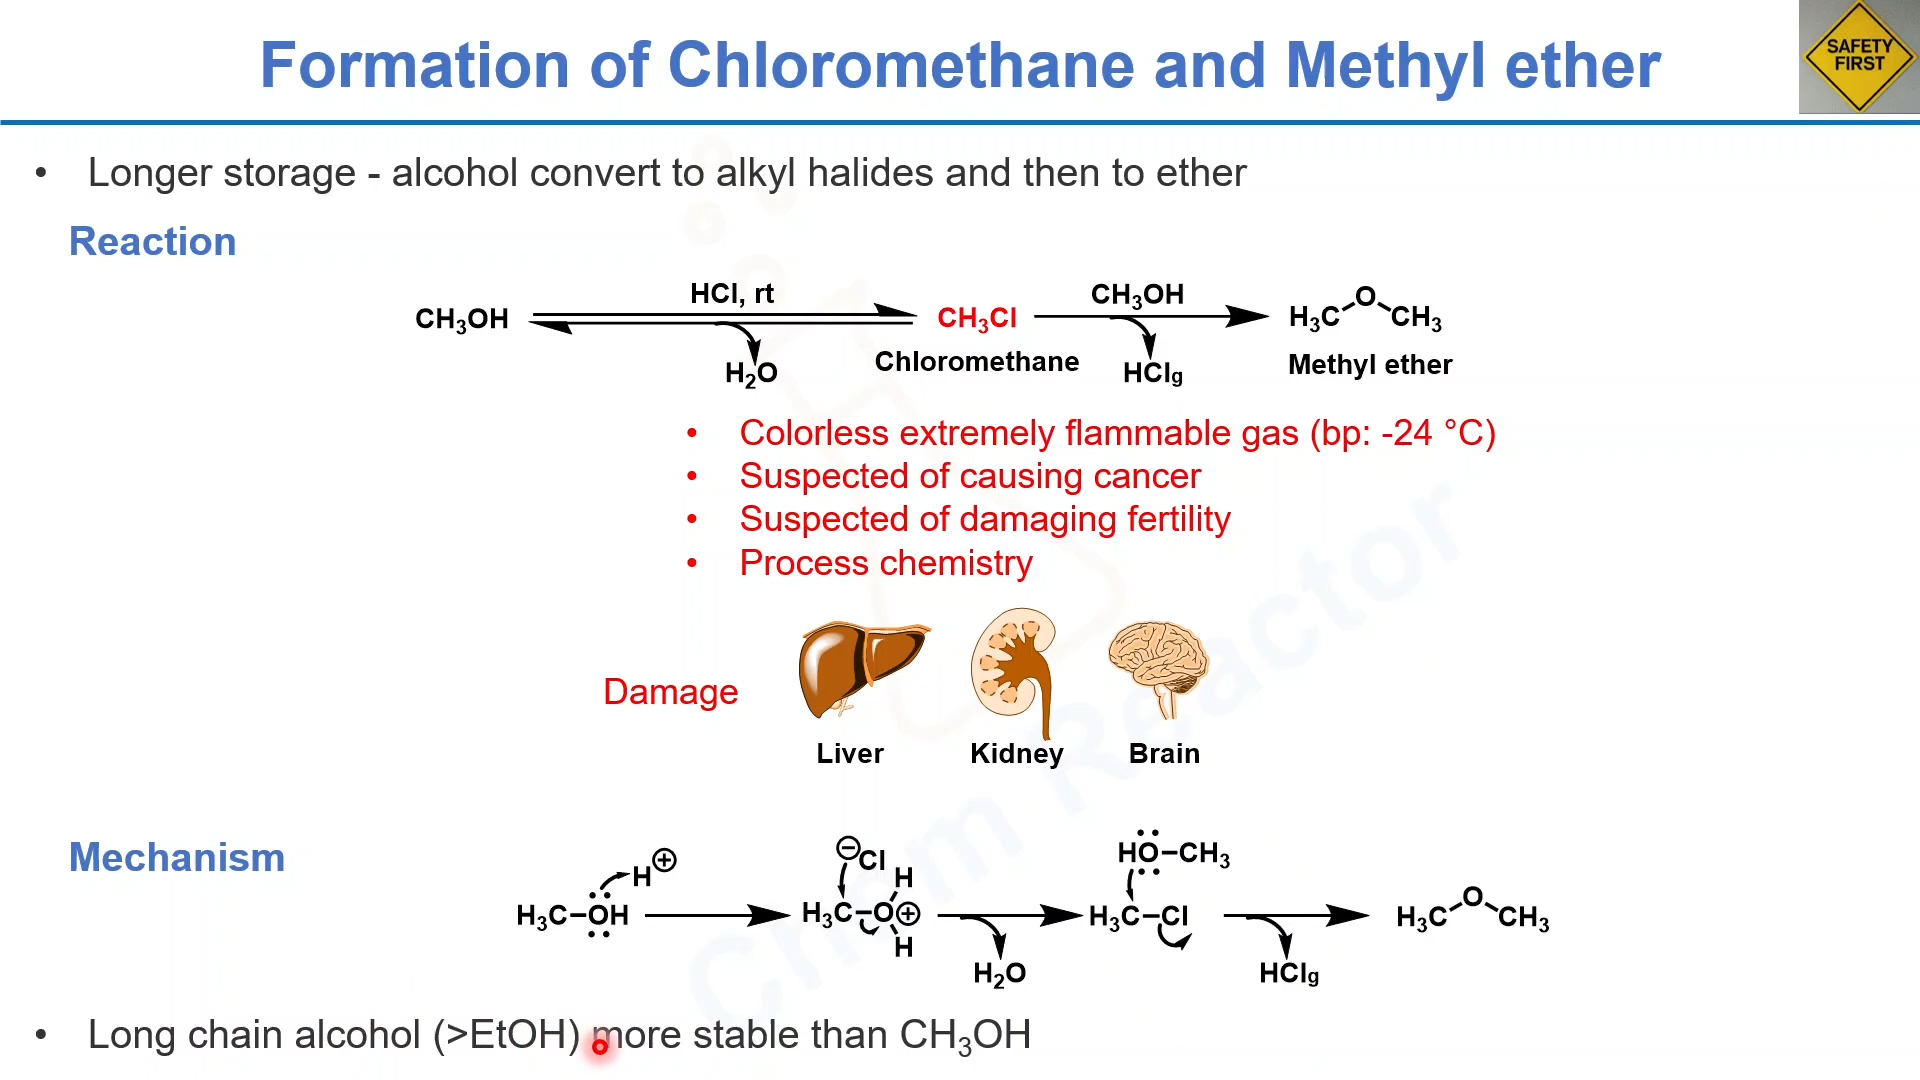 Formation of Chloromethane and Methyl ether
SAFETY
FIRST
• Longer storage - alcohol convert to alkyl halides and then to ether
Reaction
CH₃OH
HCl, rt
H₂O
CH₃Cl
Chloromethane
CH₃OH
HClg
H₃C O CH₃
Methyl ether
• Colorless extremely flammable gas (bp: -24 °C)
• Suspected of causing cancer
• Suspected of damaging fertility
• Process chemistry
Damage
Liver Kidney Brain
Mechanism
H₃C–OH
H⊕
⊖Cl
H
H₃C–O⊕
H
H₂O
HO–CH₃
H₃C–Cl
HClg
H₃C O CH₃
• Long chain alcohol (>EtOH) more stable than CH₃OH
Chem Reactor